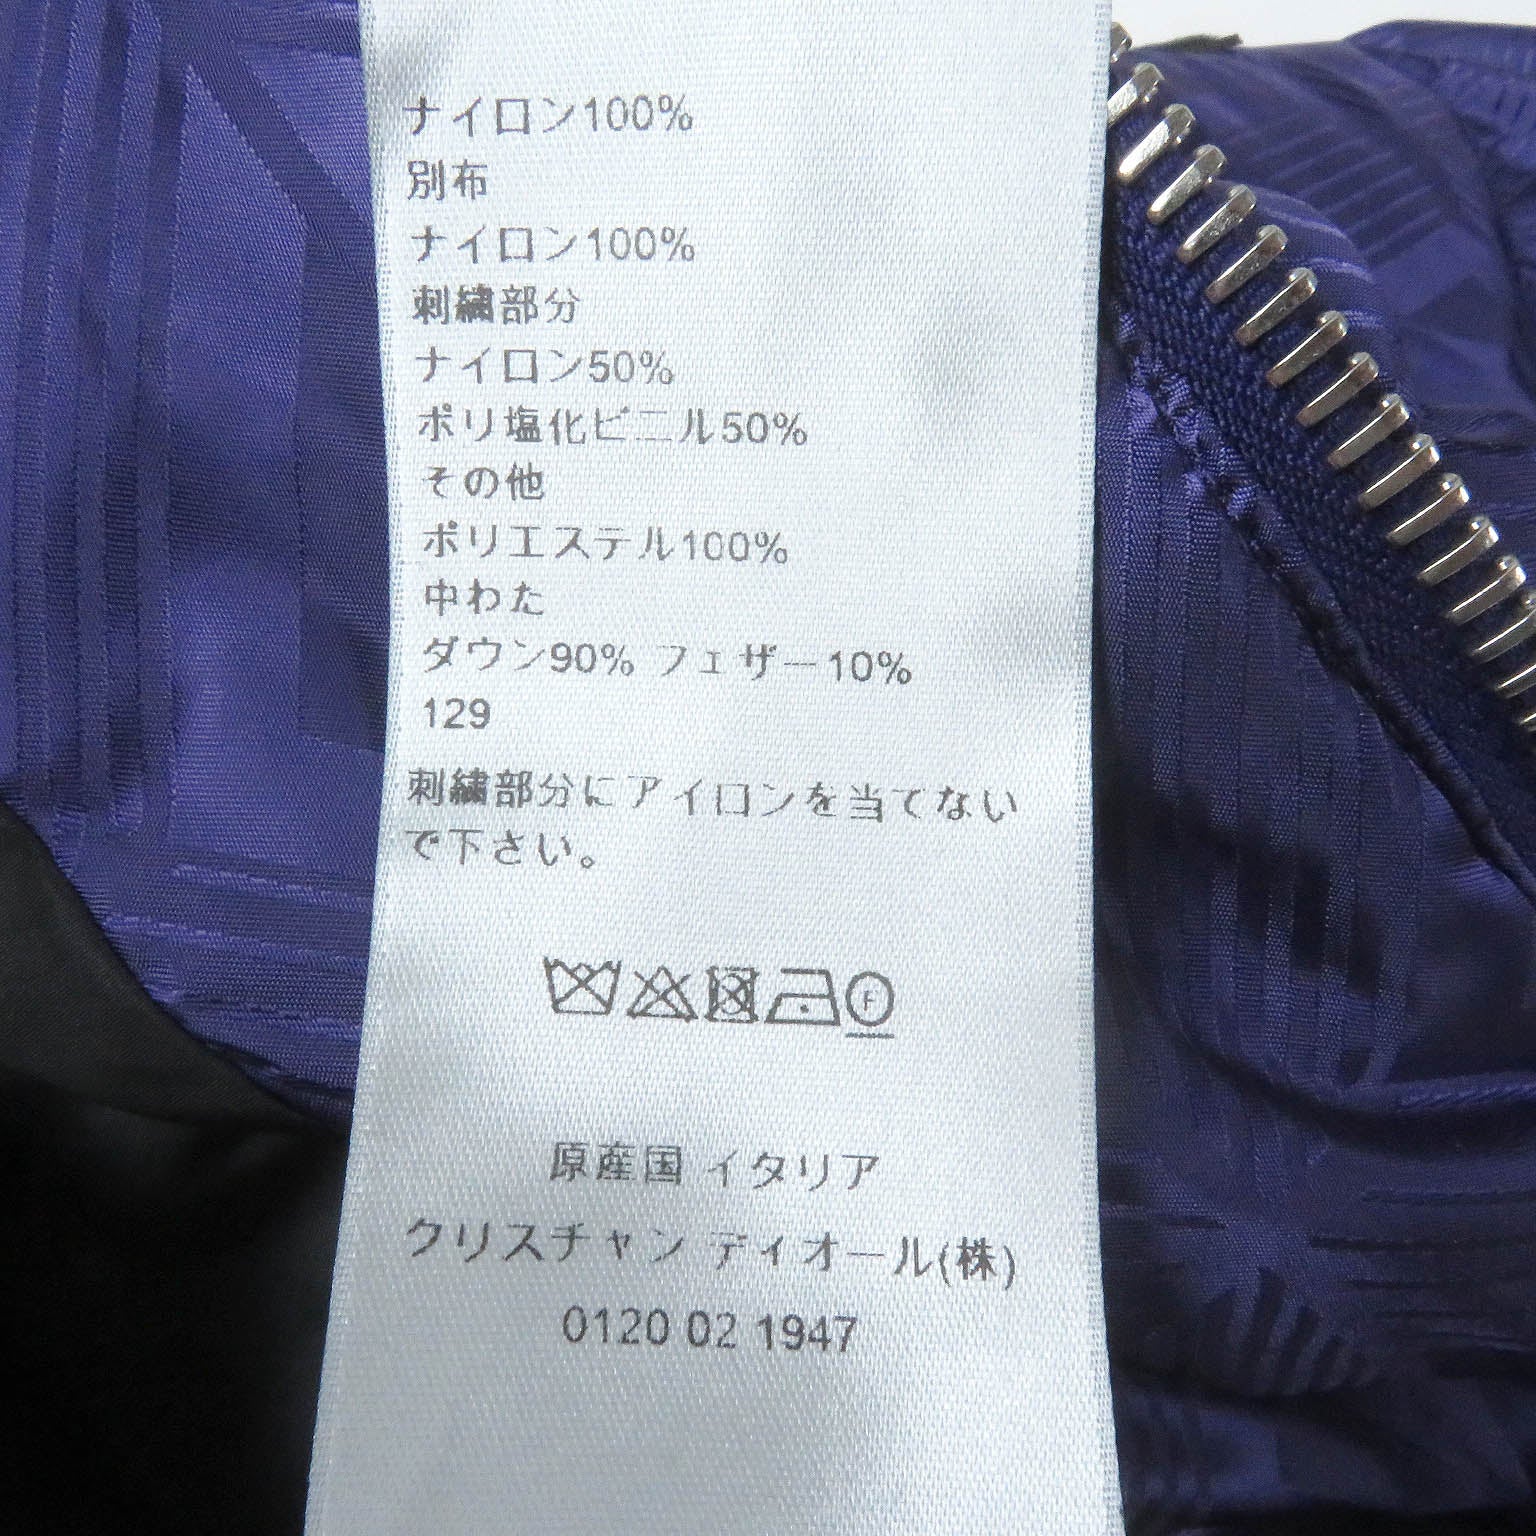 ナイロン100%
別布
ナイロン100%
刺繍部分
ナイロン50%
ポリ塩化ビニル50%
その他
ポリエステル100%
中わた
ダウン90% フェザー10%
129
刺繍部分にアイロンを当てない
で下さい。
F
原産国 イタリア
クリスチャン ディオール(株)
0120 02 1947